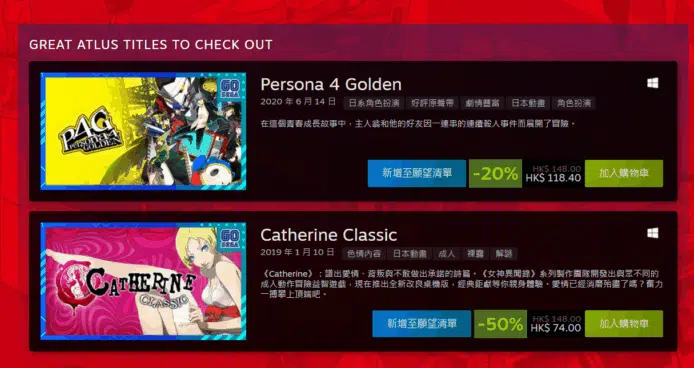 GREAT ATLUS TITLES TO CHECK OUT
P4G
Persona4
GOLDEN
60
SEGA
Persona 4 Golden
2020 年 6 月 14 日 日系角色扮演 好評原聲帶 劇情豐富 日本動畫 角色扮演
在這個青春成長故事中，主人翁和他的好友因一連串的連續殺人事件而展開了冒險。
新增至願望清單 -20% HK$ 148.00 HK$ 118.40 加入購物車
60
SEGA
CATHERINE
CLASSIC
Catherine Classic
2019 年 1 月 10 日 色情內容 日本動畫 成人 裸露 解謎
《Catherine》：譜出愛情、背叛與不敢做出承諾的詩篇。《女神異聞錄》系列製作團隊開發出與眾不同的
成人動作冒險益智遊戲，現在推出全新改良桌機版，經典鉅獻等你親身體驗。愛情已經消磨殆盡了嗎？奮力
一搏攀上頂端吧。
新增至願望清單 -50% HK$ 148.00 HK$ 74.00 加入購物車